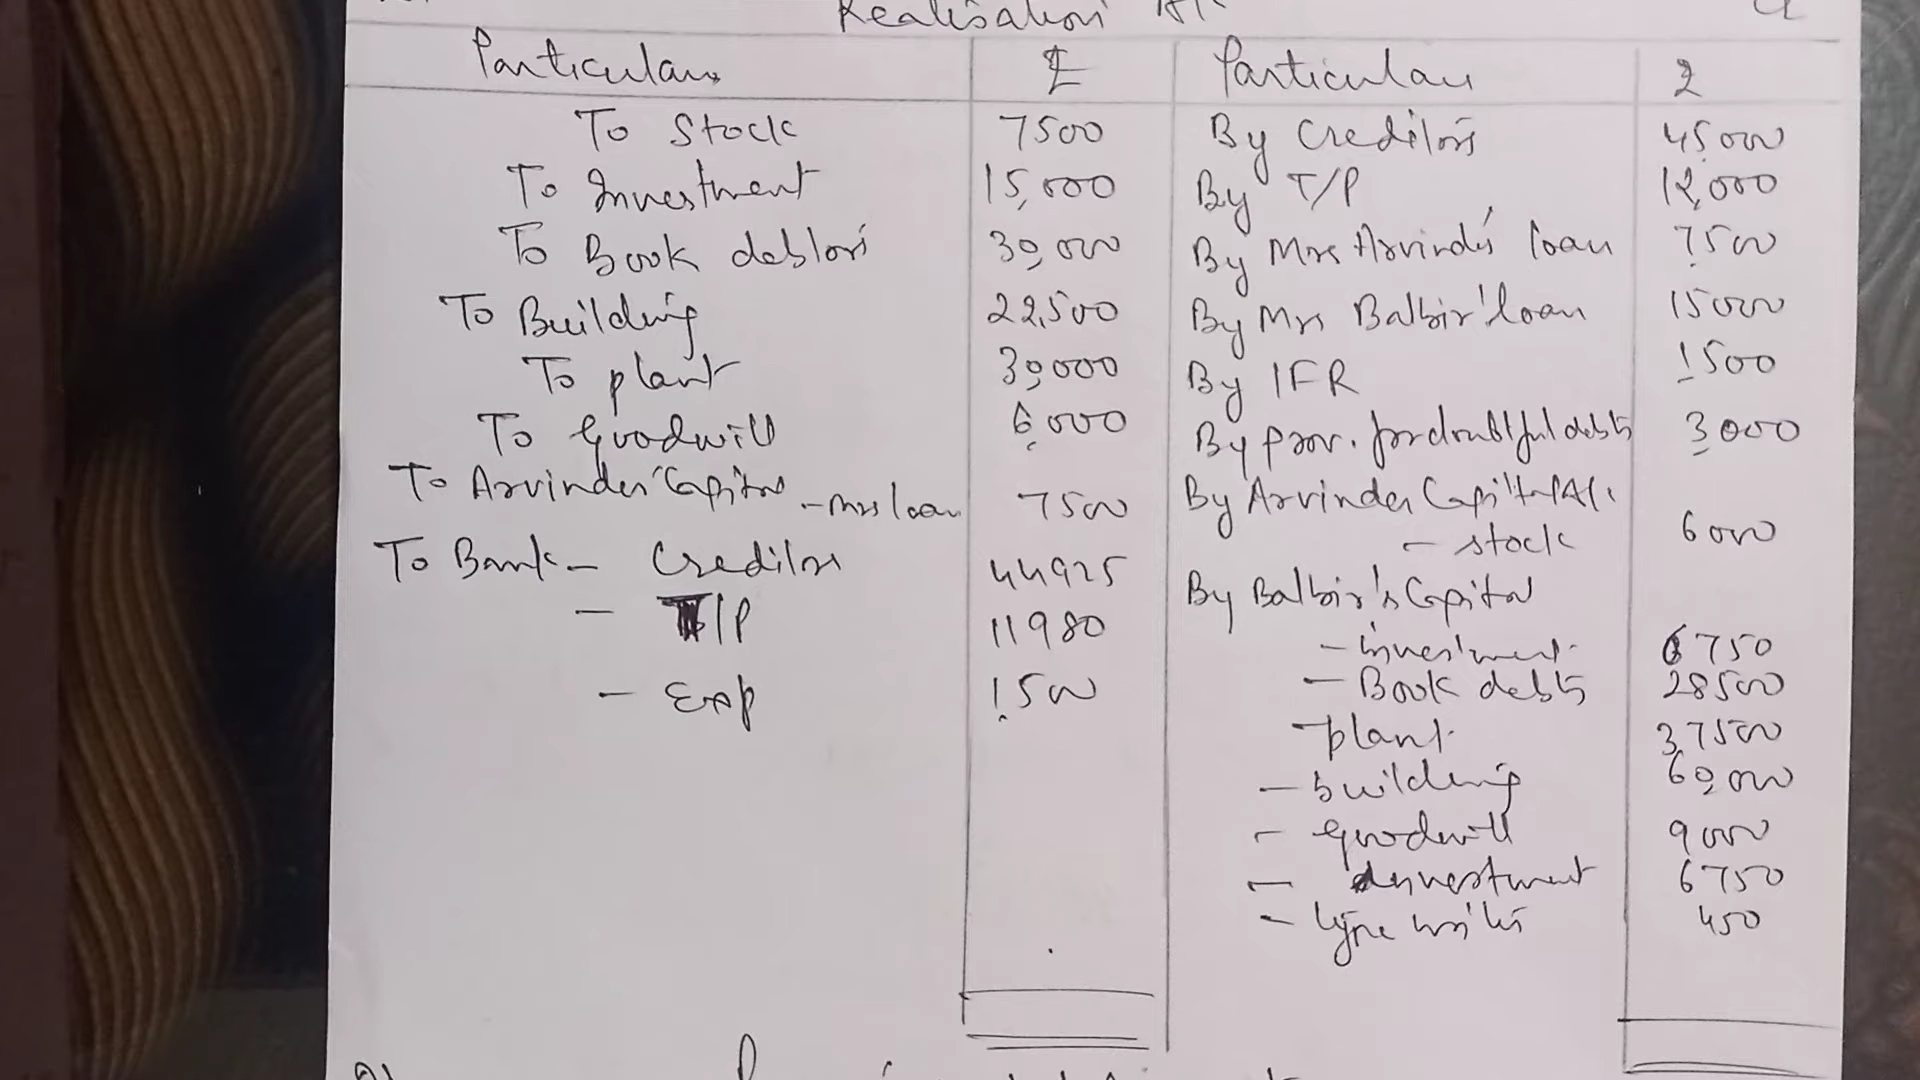 Realisation A/c Cr
Particulars ₹ Particulars ₹
To Stock 7500 By Creditors 45000
To Investment 15,000 By T/P 12,000
To Book debtors 30,000 By Mrs Arvinder's loan 7500
To Building 22,500 By Mrs Balbir's loan 15000
To plant 30,000 By IFR 1500
To Goodwill 6,000 By prov. for doubtful debts 3000
To Arvinder Capital - Mrs loan 7500 By Arvinder Capital A/c
- stock 6000
To Bank - Creditors 44925 By Balbir's Capital
- T/P 11980
- investment 6750
- Exp 1500 - Book debts 28500
- plant 37500
- building 60,000
- goodwill 9000
- Investment 6750
- typewriter 450